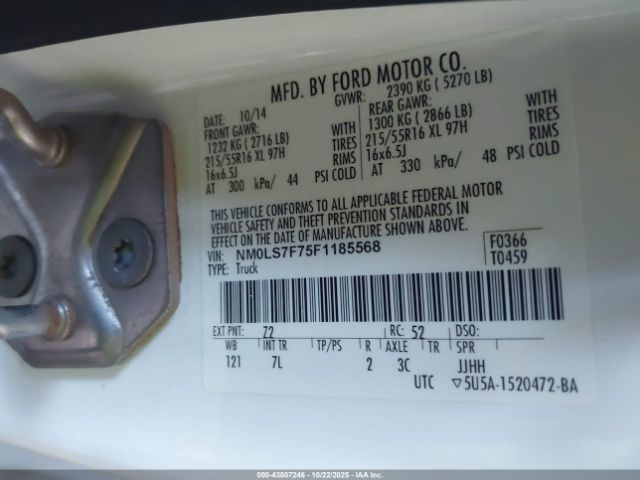 MFD. BY FORD MOTOR CO.
DATE: 10/14 GVWR: 2390 KG ( 5270 LB)
FRONT GAWR: REAR GAWR:
1232 KG ( 2716 LB) WITH 1300 KG ( 2866 LB) WITH
215/55R16 XL 97H TIRES 215/55R16 XL 97H TIRES
16x6.5J RIMS 16x6.5J RIMS
AT 300 kPa/ 44 PSI COLD AT 330 kPa/ 48 PSI COLD
THIS VEHICLE CONFORMS TO ALL APPLICABLE FEDERAL MOTOR
VEHICLE SAFETY AND THEFT PREVENTION STANDARDS IN
EFFECT ON THE DATE OF MANUFACTURE SHOWN ABOVE.
VIN: NM0LS7F75F1185568 F0366
TYPE: Truck T0459
EXT PNT: Z2 RC: 52 DSO:
WB INT TR TP/PS R AXLE TR SPR
121 7L 2 3C JJHH
UTC ▽5U5A-1520472-BA
000-43507246 - 10/22/2025 - IAA Inc.